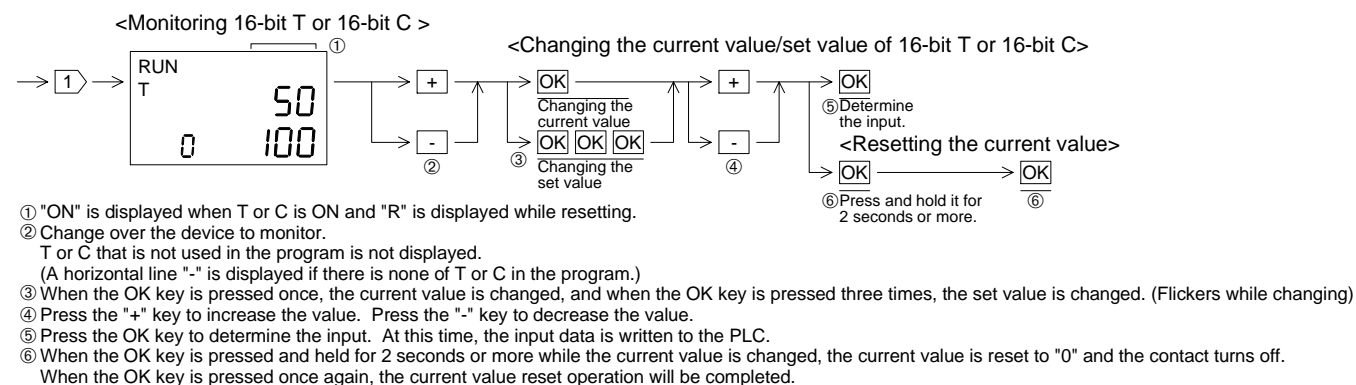 <Monitoring 16-bit T or 16-bit C >
①
<Changing the current value/set value of 16-bit T or 16-bit C>
1
RUN
T
50
0 100
+
-
②
OK
Changing the
current value
③ OK OK OK
Changing the
set value
+
-
④
OK
⑤Determine
the input.
<Resetting the current value>
OK OK
⑥Press and hold it for
2 seconds or more.
⑥
① "ON" is displayed when T or C is ON and "R" is displayed while resetting.
② Change over the device to monitor.
T or C that is not used in the program is not displayed.
(A horizontal line "-" is displayed if there is none of T or C in the program.)
③ When the OK key is pressed once, the current value is changed, and when the OK key is pressed three times, the set value is changed. (Flickers while changing)
④ Press the "+" key to increase the value. Press the "-" key to decrease the value.
⑤ Press the OK key to determine the input. At this time, the input data is written to the PLC.
⑥ When the OK key is pressed and held for 2 seconds or more while the current value is changed, the current value is reset to "0" and the contact turns off.
When the OK key is pressed once again, the current value reset operation will be completed.